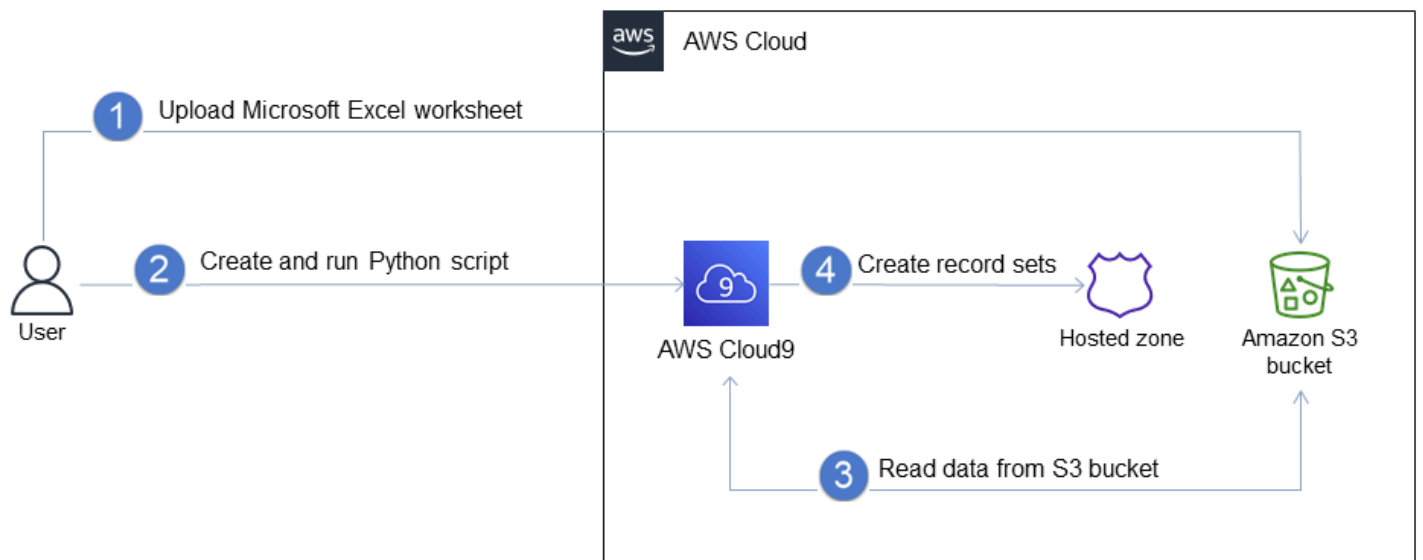 aws
AWS Cloud
1
Upload Microsoft Excel worksheet
2
Create and run Python script
4
Create record sets
9
User
AWS Cloud9
Hosted zone
Amazon S3
bucket
3
Read data from S3 bucket